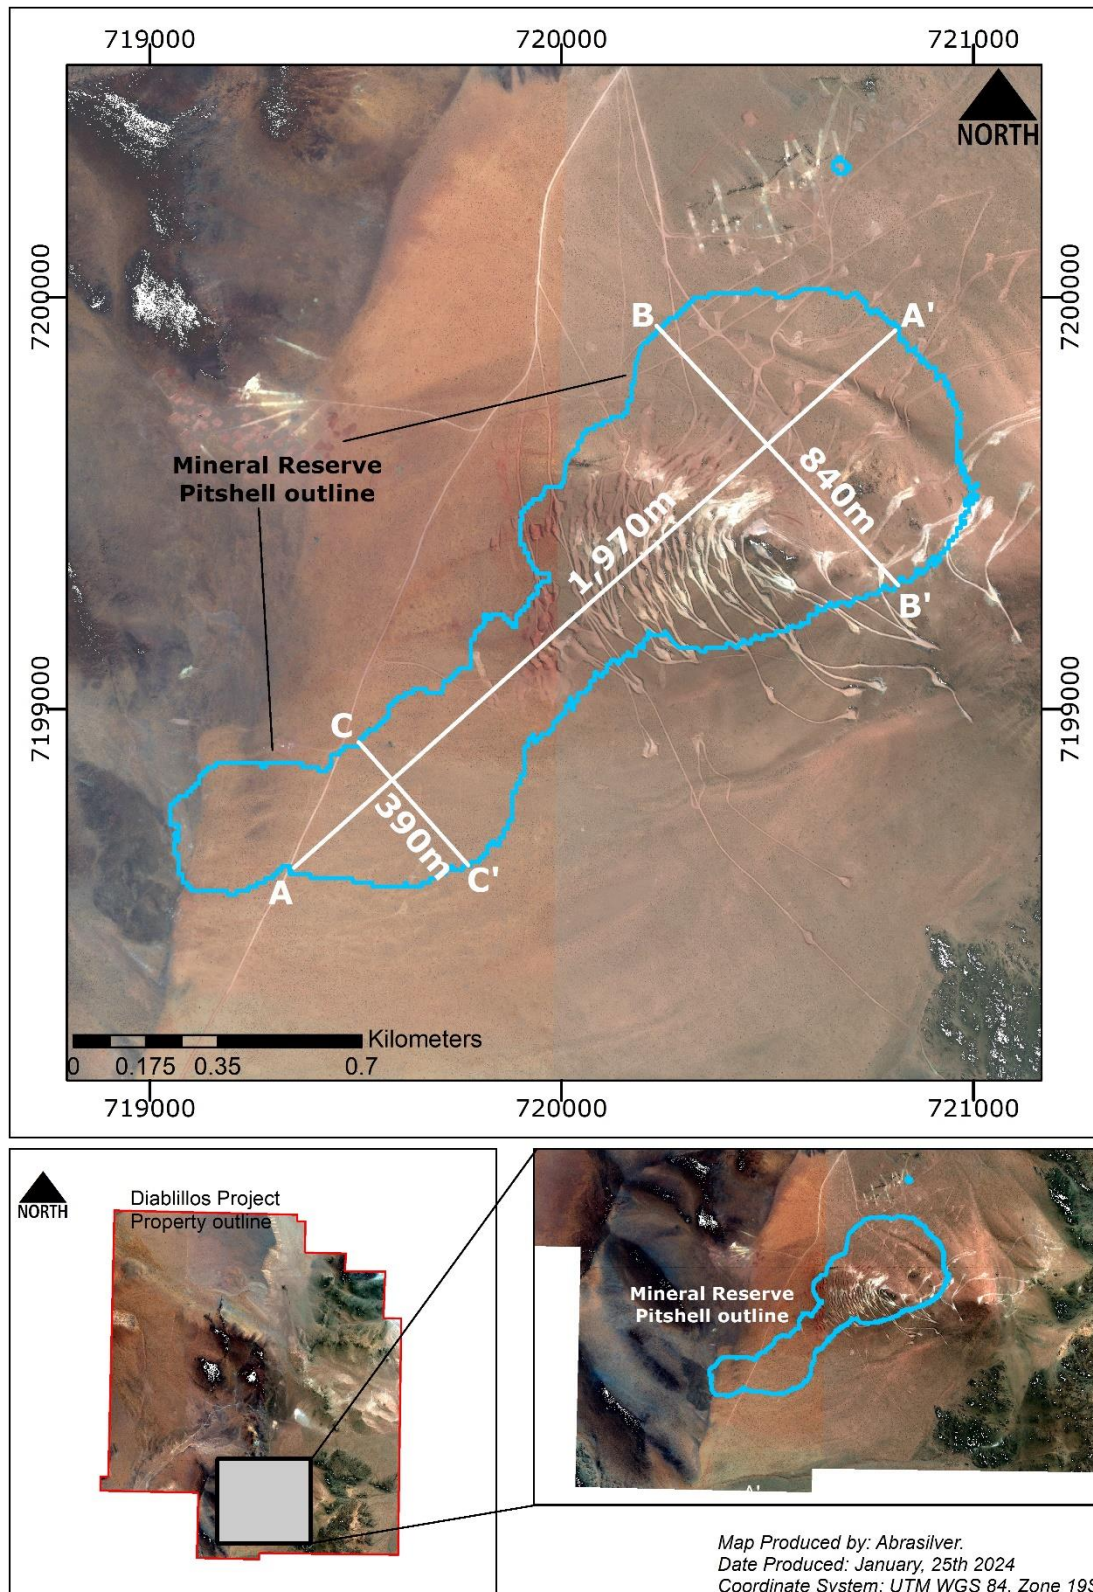 719000
720000
721000
NORTH
7200000
7200000
B
A'
Mineral Reserve
Pitshell outline
840m
1,970m
B'
7199000
7199000
C
390m
A
C'
Kilometers
0 0.175 0.35 0.7
719000
720000
721000
NORTH
Diablillos Project
Property outline
Mineral Reserve
Pitshell outline
Map Produced by: Abrasilver.
Date Produced: January, 25th 2024
Coordinate System: UTM WGS 84, Zone 19S